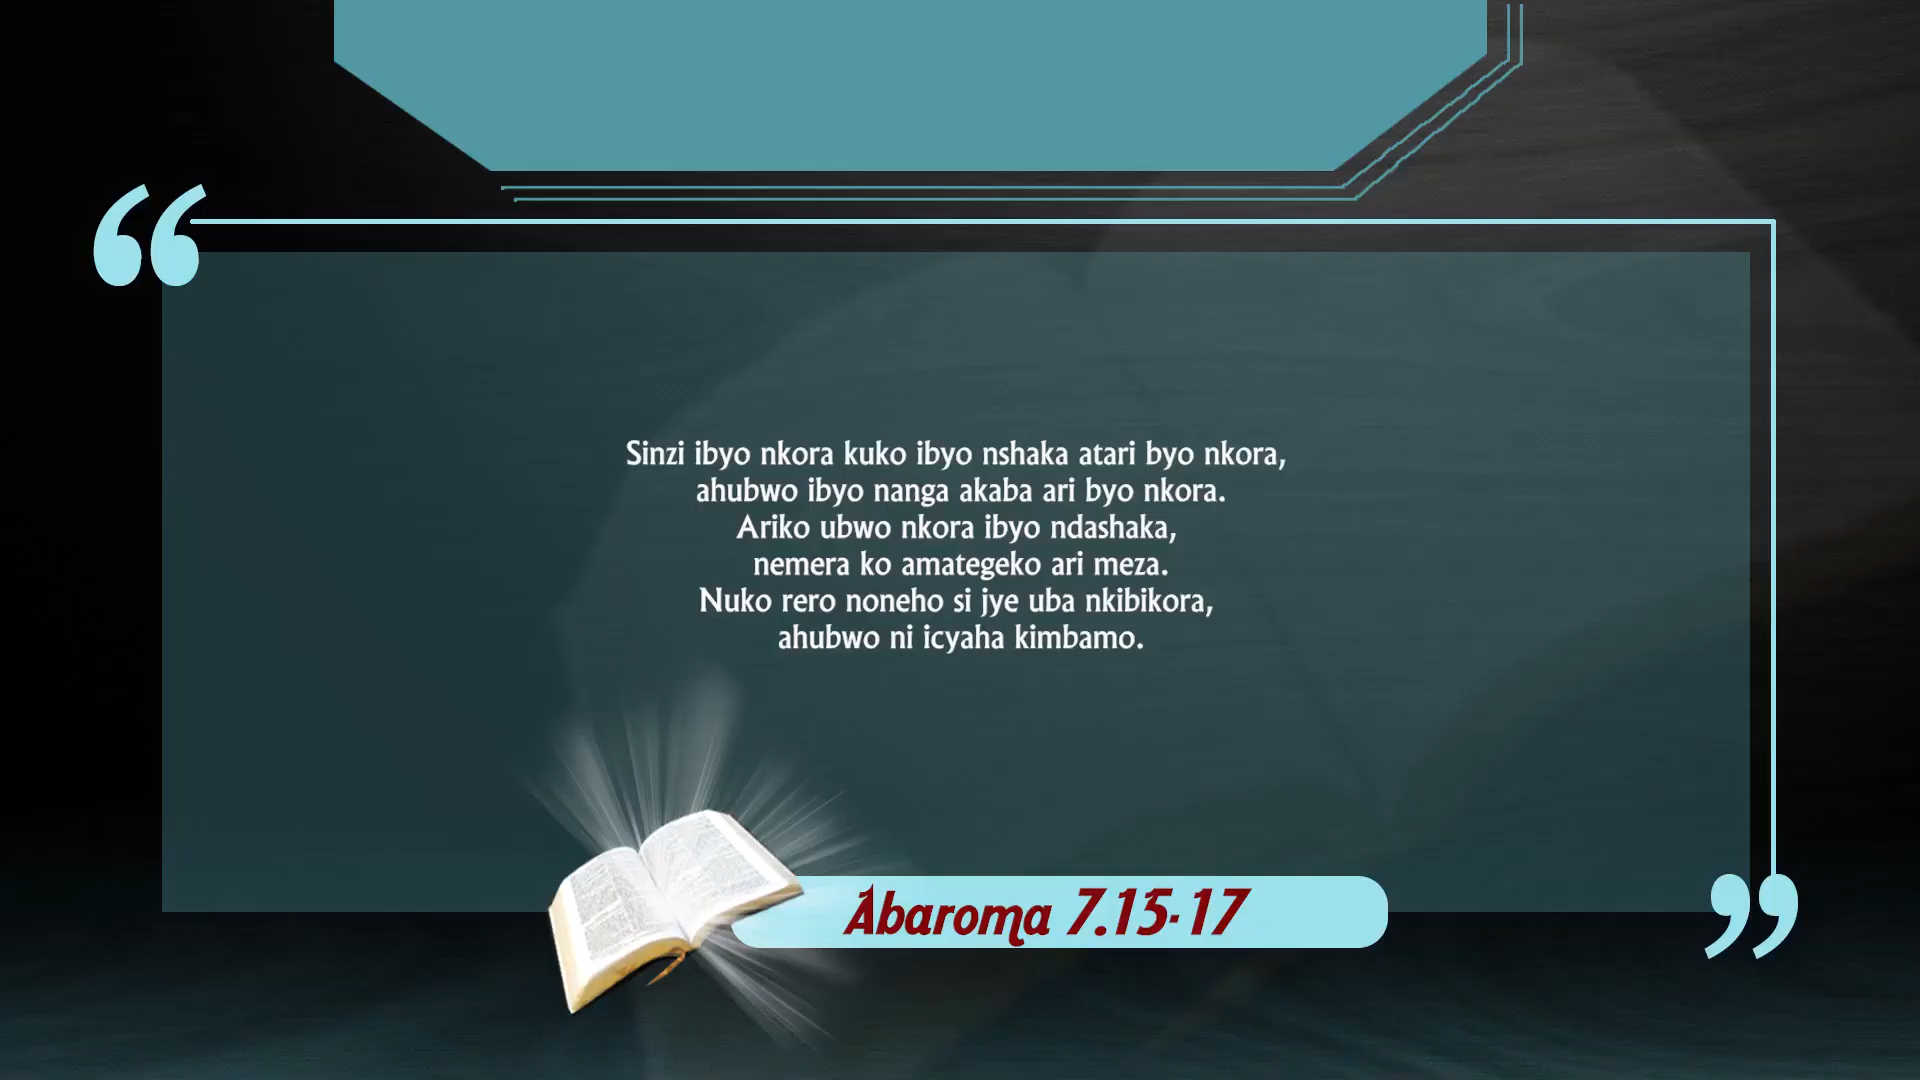 Sinzi ibyo nkora kuko ibyo nshaka atari byo nkora,
ahubwo ibyo nanga akaba ari byo nkora.
Ariko ubwo nkora ibyo ndashaka,
nemera ko amategeko ari meza.
Nuko rero noneho si jye uba nkibikora,
ahubwo ni icyaha kimbamo.
Abaroma 7.15-17